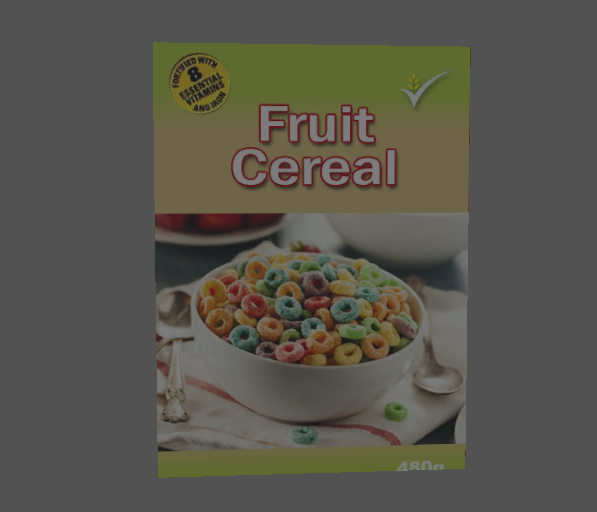 FORTIFIED WITH
8
ESSENTIAL
VITAMINS
AND IRON
Fruit
Cereal
480g